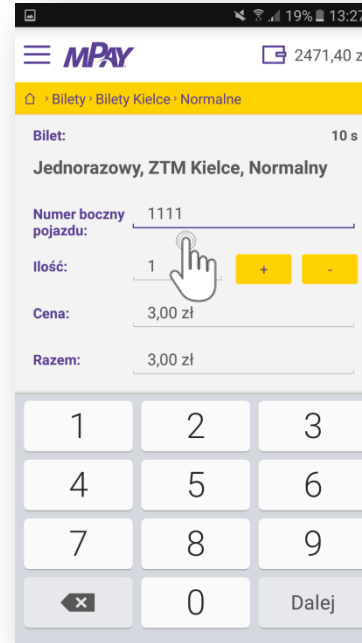 19% 13:27
mPAY 2471,40 z
> Bilety > Bilety Kielce > Normalne
Bilet: 10 s
Jednorazowy, ZTM Kielce, Normalny
Numer boczny pojazdu: 1111
Ilość: 1 + -
Cena: 3,00 zł
Razem: 3,00 zł
1 2 3
4 5 6
7 8 9
0 Dalej